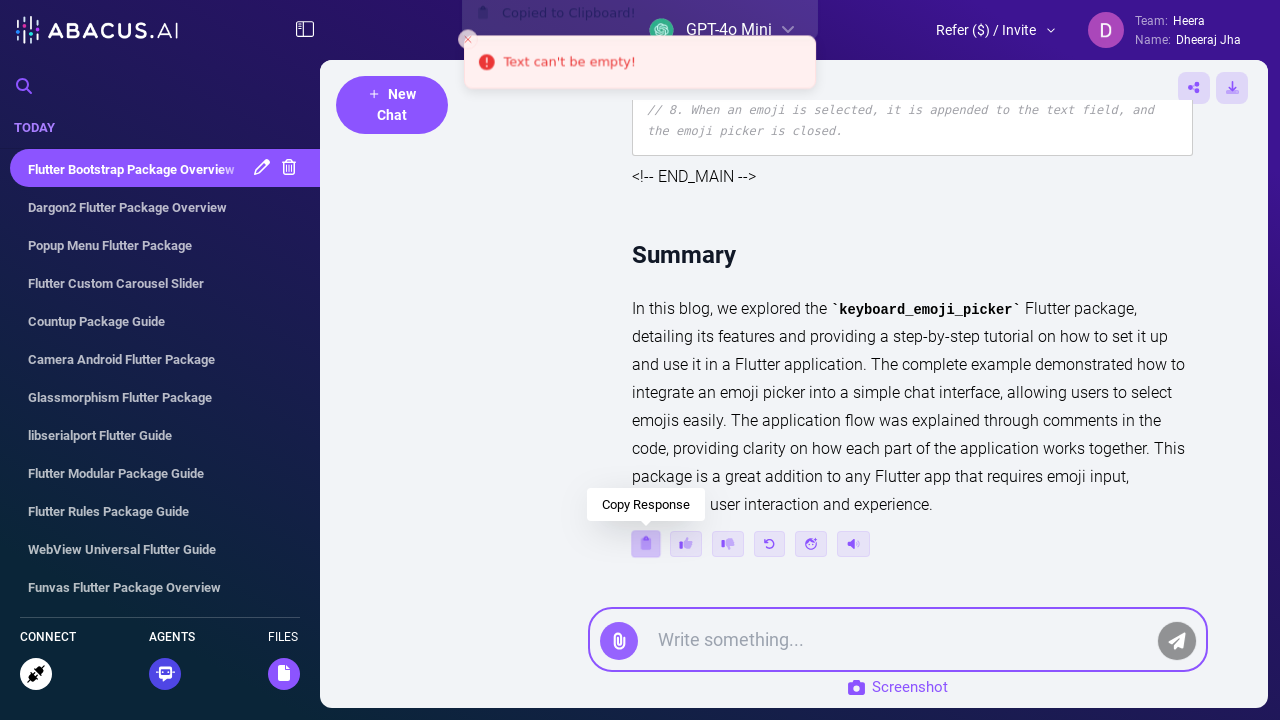 ABACUS.AI
Copied to Clipboard!
GPT-4o Mini
Text can't be empty!
Refer ($) / Invite
D
Team: Heera
Name: Dheeraj Jha
TODAY
Flutter Bootstrap Package Overview
Dargon2 Flutter Package Overview
Popup Menu Flutter Package
Flutter Custom Carousel Slider
Countup Package Guide
Camera Android Flutter Package
Glassmorphism Flutter Package
libserialport Flutter Guide
Flutter Modular Package Guide
Flutter Rules Package Guide
WebView Universal Flutter Guide
Funvas Flutter Package Overview
CONNECT
AGENTS
FILES
+ New
Chat
// 8. When an emoji is selected, it is appended to the text field, and
the emoji picker is closed.
<!-- END_MAIN -->
Summary
In this blog, we explored the `keyboard_emoji_picker` Flutter package,
detailing its features and providing a step-by-step tutorial on how to set it up
and use it in a Flutter application. The complete example demonstrated how to
integrate an emoji picker into a simple chat interface, allowing users to select
emojis easily. The application flow was explained through comments in the
code, providing clarity on how each part of the application works together. This
package is a great addition to any Flutter app that requires emoji input,
user interaction and experience.
Copy Response
Write something...
Screenshot